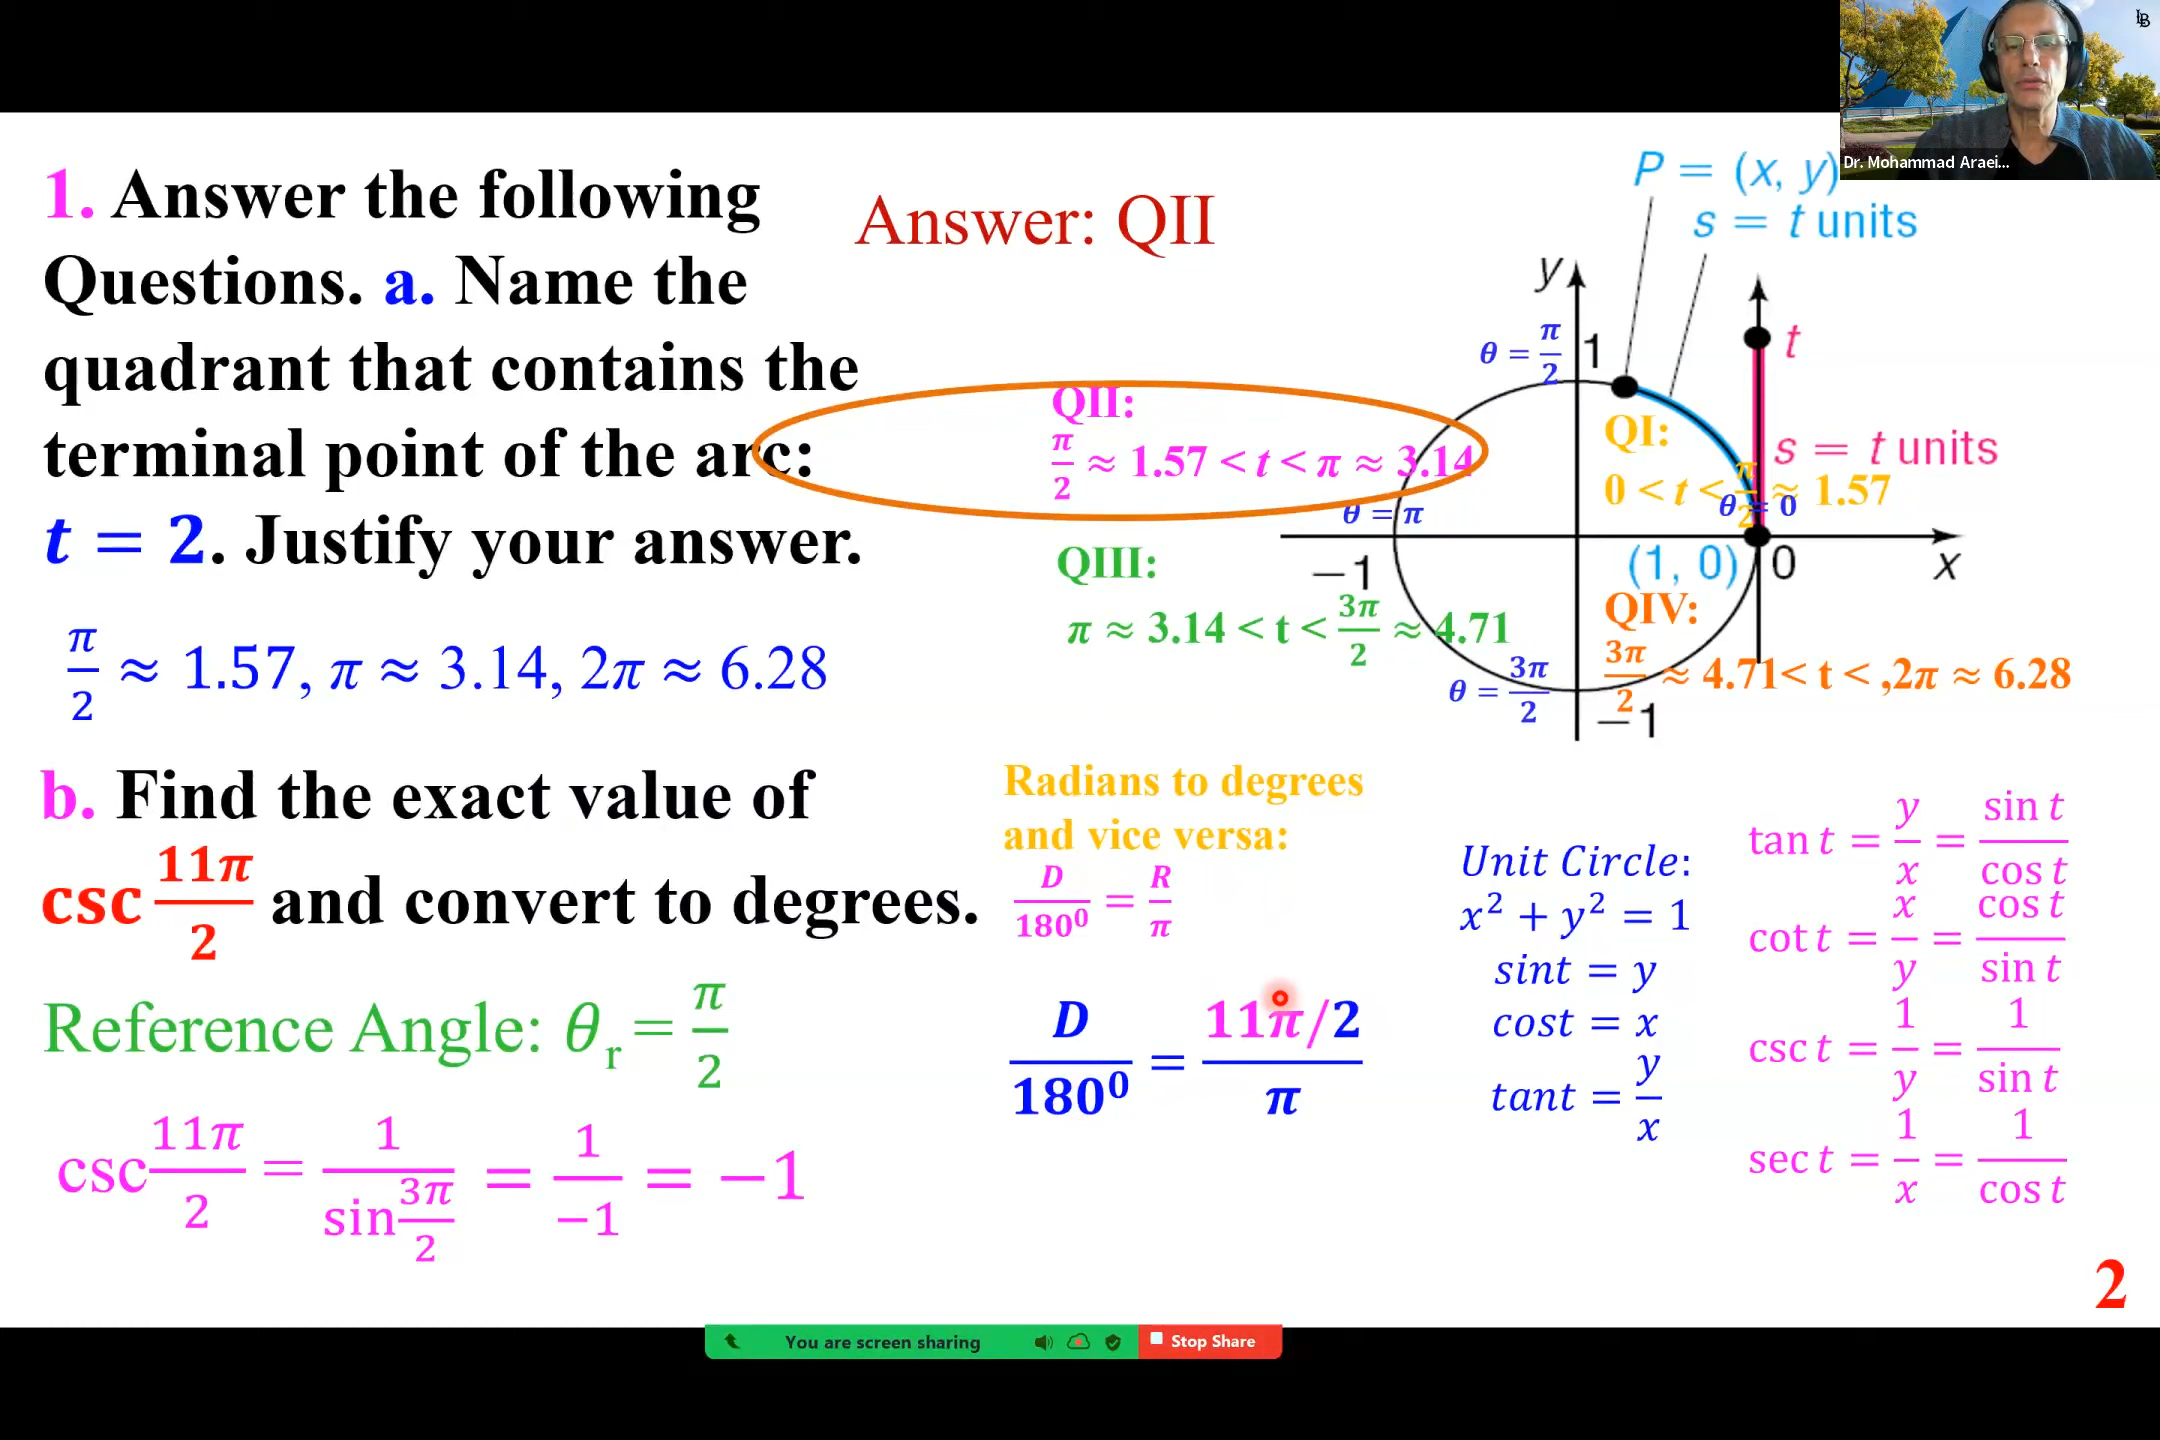 1. Answer the following
Questions. a. Name the
quadrant that contains the
terminal point of the arc:
t = 2. Justify your answer.
π/2 ≈ 1.57, π ≈ 3.14, 2π ≈ 6.28
Answer: QII
QII:
π/2 ≈ 1.57 < t < π ≈ 3.14
QIII:
π ≈ 3.14 < t < 3π/2 ≈ 4.71
P = (x, y)
s = t units
y
θ = π/2
1
t
QI:
s = t units
0 < t < π/2 ≈ 1.57
θ = 0
θ = π
−1
(1, 0)
0
x
QIV:
3π/2 ≈ 4.71< t < ,2π ≈ 6.28
θ = 3π/2
−1
b. Find the exact value of
csc 11π/2 and convert to degrees.
Reference Angle: θr = π/2
csc 11π/2 = 1/sin 3π/2 = 1/−1 = −1
Radians to degrees
and vice versa:
D/180⁰ = R/π
D/180⁰ = 11π/2/π
Unit Circle:
x² + y² = 1
sint = y
cost = x
tant = y/x
tan t = y/x = sin t/cos t
cot t = x/y = cos t/sin t
csc t = 1/y = 1/sin t
sec t = 1/x = 1/cos t
2
Dr. Mohammad Araei...
LB
You are screen sharing
Stop Share